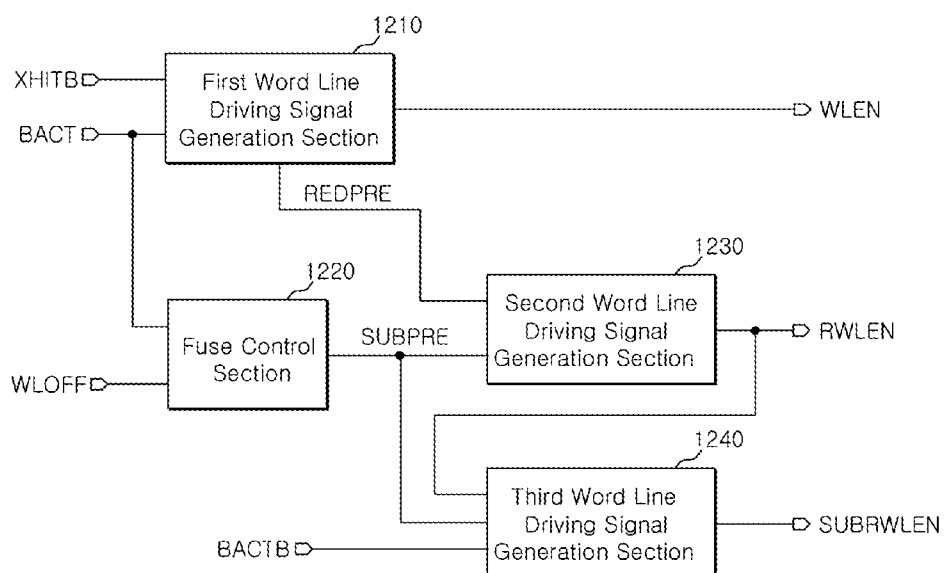 1210
XHITB
First Word Line
Driving Signal
Generation Section
WLEN
BACT
REDPRE
1230
1220
Second Word Line
Driving Signal
Generation Section
RWLEN
SUBPRE
Fuse Control
Section
WLOFF
1240
Third Word Line
Driving Signal
Generation Section
SUBRWLEN
BACTB